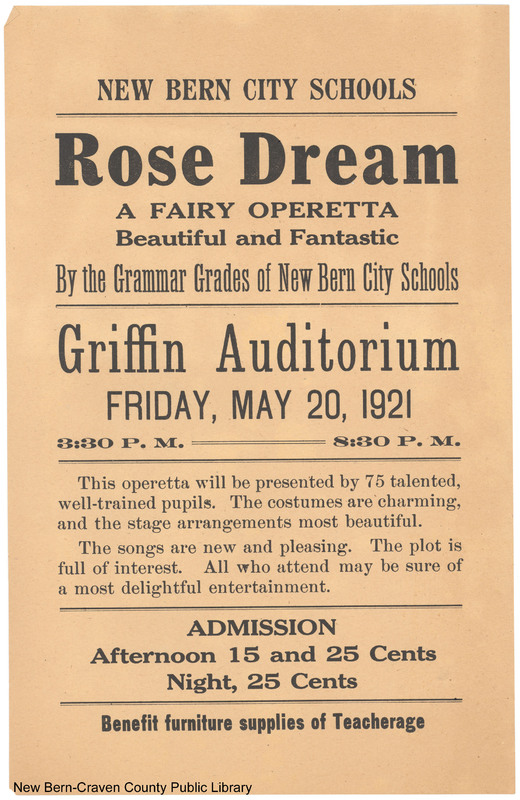 NEW BERN CITY SCHOOLS
Rose Dream
A FAIRY OPERETTA
Beautiful and Fantastic
By the Grammar Grades of New Bern City Schools
Griffin Auditorium
FRIDAY, MAY 20, 1921
3:30 P. M. 8:30 P. M.
This operetta will be presented by 75 talented,
well-trained pupils. The costumes are charming,
and the stage arrangements most beautiful.
The songs are new and pleasing. The plot is
full of interest. All who attend may be sure of
a most delightful entertainment.
ADMISSION
Afternoon 15 and 25 Cents
Night, 25 Cents
Benefit furniture supplies of Teacherage
New Bern-Craven County Public Library